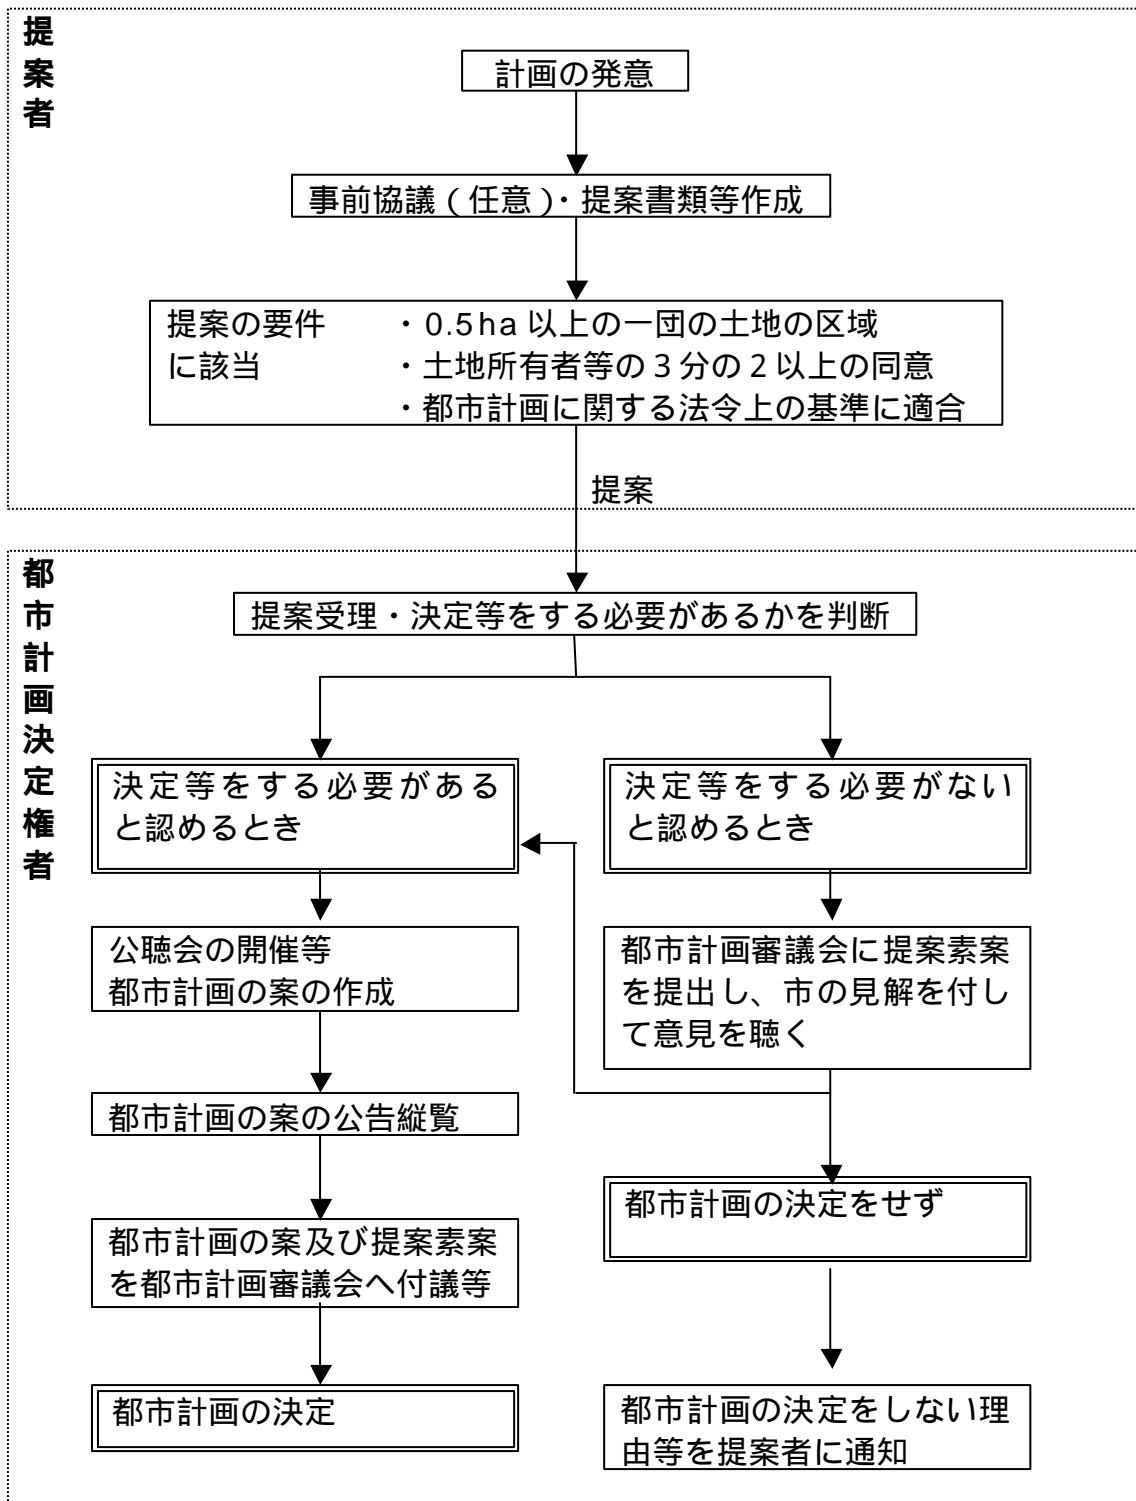 提案者
計画の発意
事前協議(任意)・提案書類等作成
提案の要件 ・0.5ha以上の一団の土地の区域
に該当 ・土地所有者等の3分の2以上の同意
・都市計画に関する法令上の基準に適合
提案
都市計画決定権者
提案受理・決定等をする必要があるかを判断
決定等をする必要がある
と認めるとき
決定等をする必要がない
と認めるとき
公聴会の開催等
都市計画の案の作成
都市計画審議会に提案素案
を提出し、市の見解を付し
て意見を聴く
都市計画の案の公告縦覧
都市計画の決定をせず
都市計画の案及び提案素案
を都市計画審議会へ付議等
都市計画の決定
都市計画の決定をしない理
由等を提案者に通知